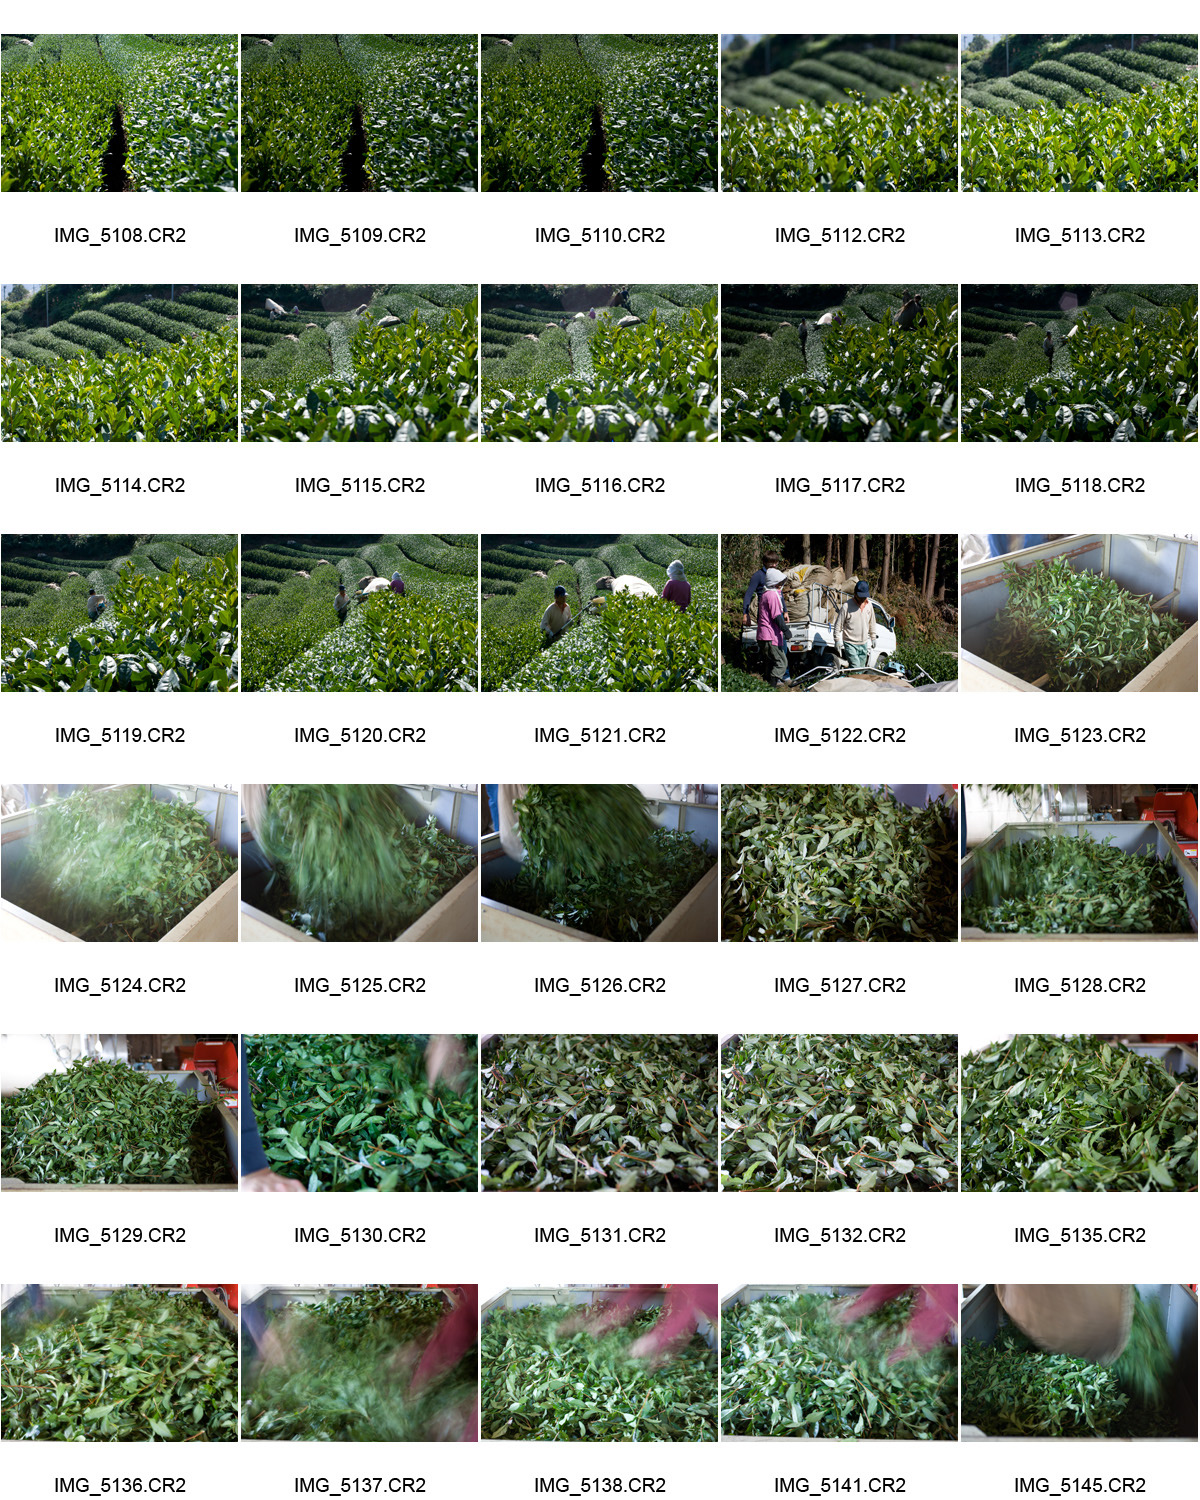 IMG_5108.CR2 IMG_5109.CR2 IMG_5110.CR2 IMG_5112.CR2 IMG_5113.CR2
IMG_5114.CR2 IMG_5115.CR2 IMG_5116.CR2 IMG_5117.CR2 IMG_5118.CR2
IMG_5119.CR2 IMG_5120.CR2 IMG_5121.CR2 IMG_5122.CR2 IMG_5123.CR2
IMG_5124.CR2 IMG_5125.CR2 IMG_5126.CR2 IMG_5127.CR2 IMG_5128.CR2
IMG_5129.CR2 IMG_5130.CR2 IMG_5131.CR2 IMG_5132.CR2 IMG_5135.CR2
IMG_5136.CR2 IMG_5137.CR2 IMG_5138.CR2 IMG_5141.CR2 IMG_5145.CR2